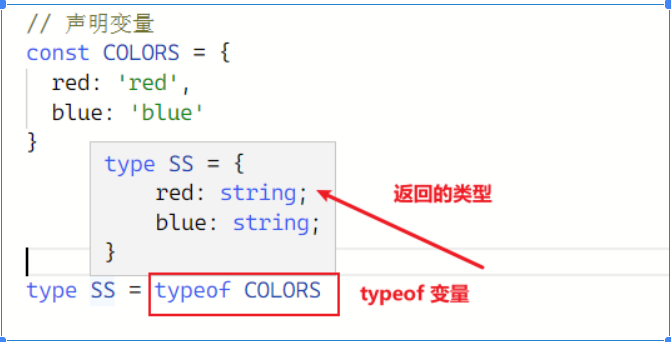 // 声明变量
const COLORS = {
  red: 'red',
  blue: 'blue'
}
type SS = {
    red: string;
    blue: string;
}
返回的类型
type SS = typeof COLORS
typeof 变量